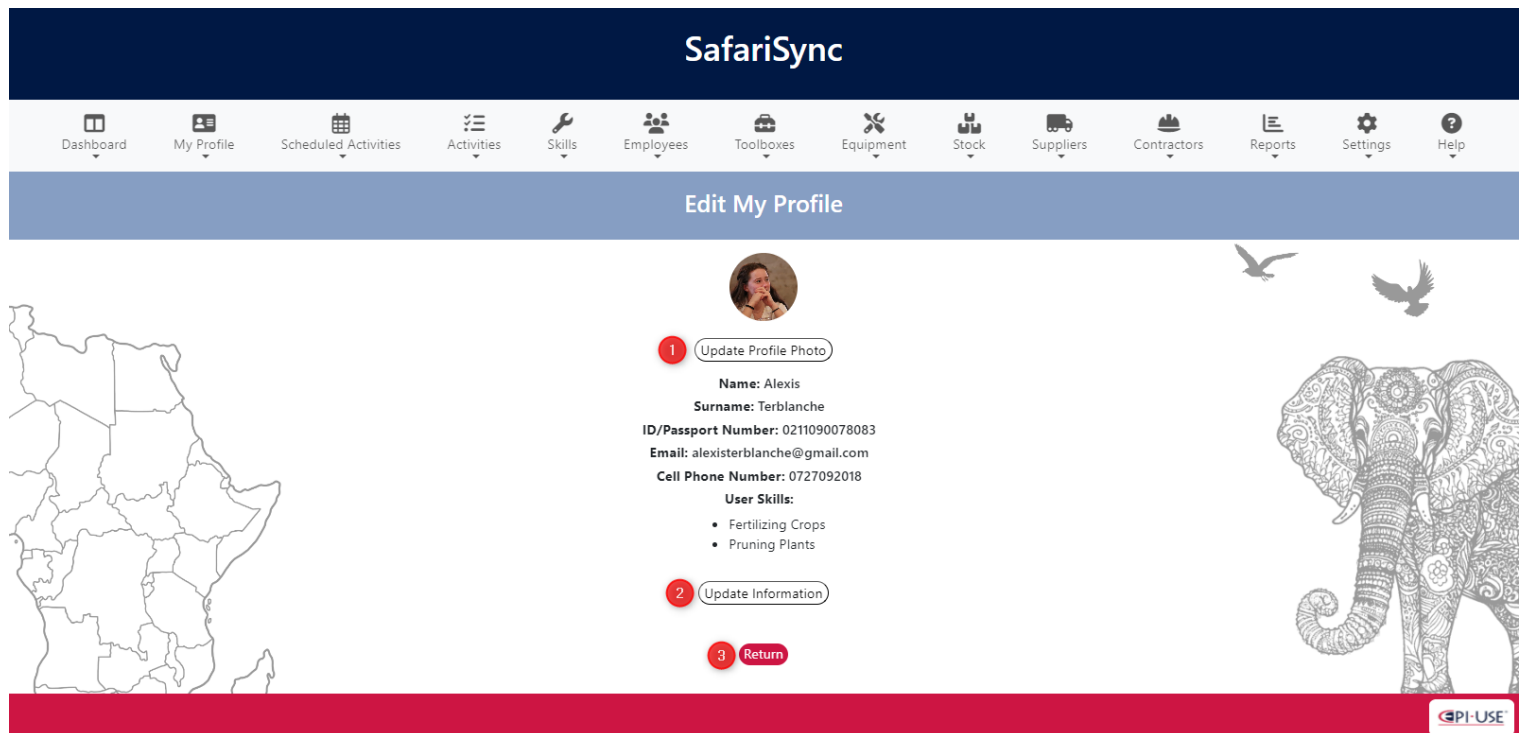 SafariSync
Dashboard My Profile Scheduled Activities Activities Skills Employees Toolboxes Equipment Stock Suppliers Contractors Reports Settings Help
Edit My Profile
1 Update Profile Photo
Name: Alexis
Surname: Terblanche
ID/Passport Number: 0211090078083
Email: alexisterblanche@gmail.com
Cell Phone Number: 0727092018
User Skills:
• Fertilizing Crops
• Pruning Plants
2 Update Information
3 Return
EPI-USE